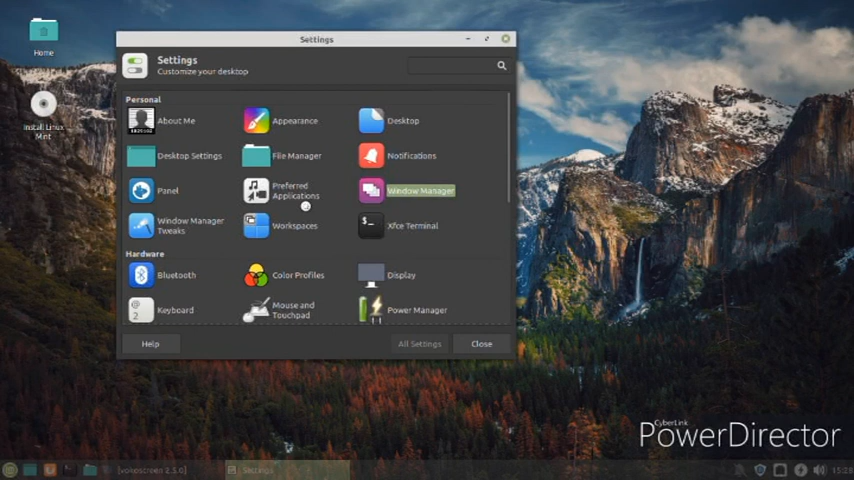 Home
Install Linux
Mint
Settings
Settings
Customize your desktop
Personal
About Me
Appearance
Desktop
Desktop Settings
File Manager
Notifications
Panel
Preferred
Applications
Window Manager
Window Manager
Tweaks
Workspaces
Xfce Terminal
Hardware
Bluetooth
Color Profiles
Display
Keyboard
Mouse and
Touchpad
Power Manager
Help
All Settings
Close
CyberLink
PowerDirector
[vokoscreen 2.5.0]
Settings
15:28